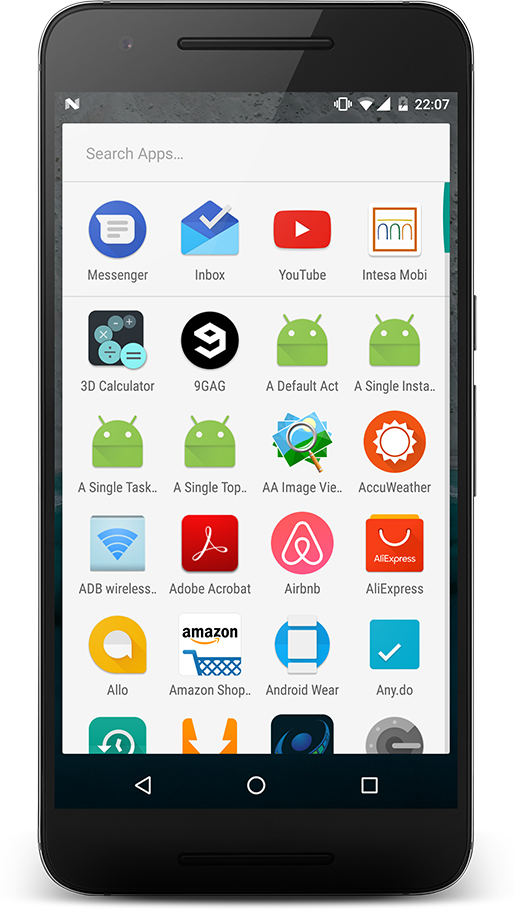 22:07
Search Apps...
Messenger
Inbox
YouTube
Intesa Mobi
3D Calculator
9GAG
A Default Act
A Single Insta..
A Single Task..
A Single Top..
AA Image Vie..
AccuWeather
AliExpress
ADB wireless..
Adobe Acrobat
Airbnb
AliExpress
amazon
Allo
Amazon Shop..
Android Wear
Any.do